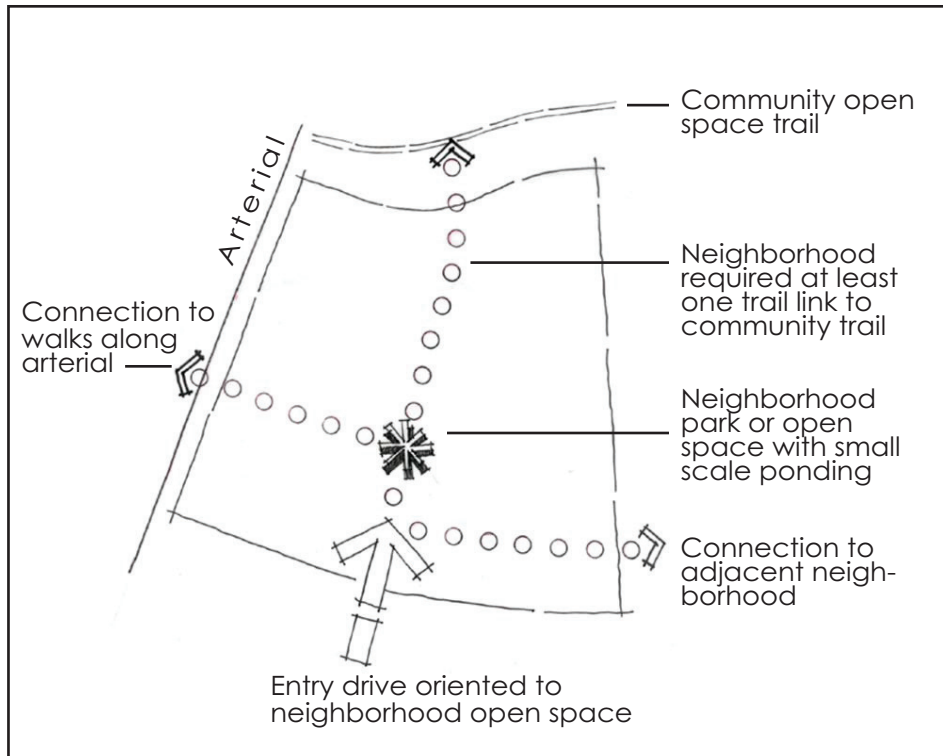 Community open
space trail
Arterial
Neighborhood
required at least
one trail link to
community trail
Connection to
walks along
arterial
Neighborhood
park or open
space with small
scale ponding
Connection to
adjacent neigh-
borhood
Entry drive oriented to
neighborhood open space